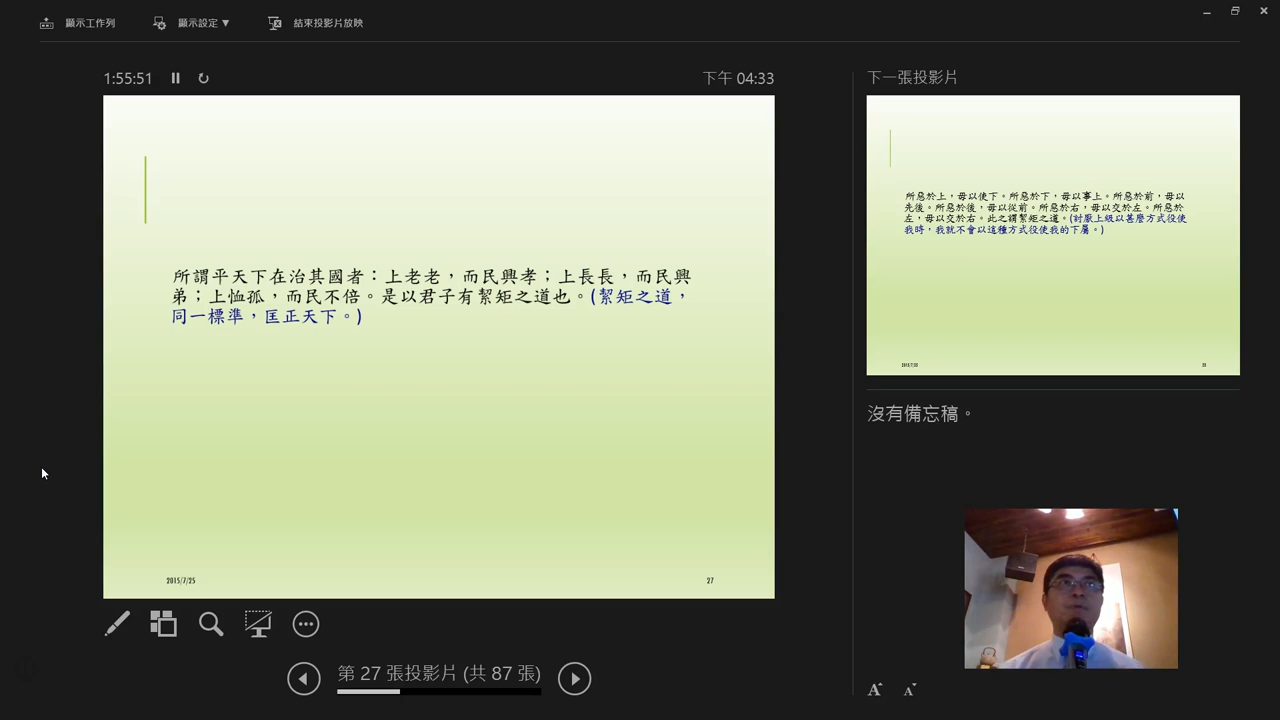 顯示工作列
顯示設定 ▼
結束投影片放映
1:55:51
下午 04:33
下一張投影片
所謂平天下在治其國者：上老老，而民興孝；上長長，而民興
弟；上恤孤，而民不倍。是以君子有絜矩之道也。(絜矩之道，
同一標準，匡正天下。)
2015/7/25
27
所惡於上，毋以使下。所惡於下，毋以事上。所惡於前，毋以
先後。所惡於後，毋以從前。所惡於右，毋以交於左。所惡於
左，毋以交於右。此之謂絜矩之道。(討厭上級以甚麼方式役使
我時，我就不會以這種方式役使我的下屬。)
沒有備忘稿。
第 27 張投影片 (共 87 張)
A A